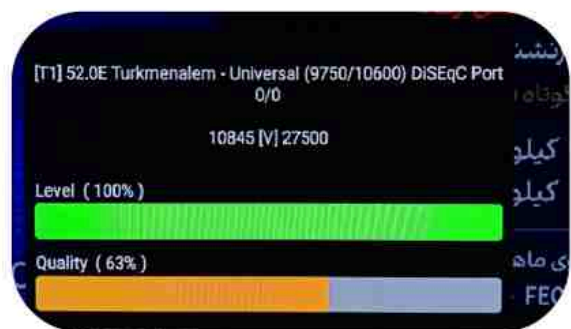 [T1] 52.0E Turkmenalem - Universal (9750/10600) DiSEqC Port
0/0
10845 [V] 27500
Level ( 100% )
Quality ( 63% )
کیلو
کیلو
FEC